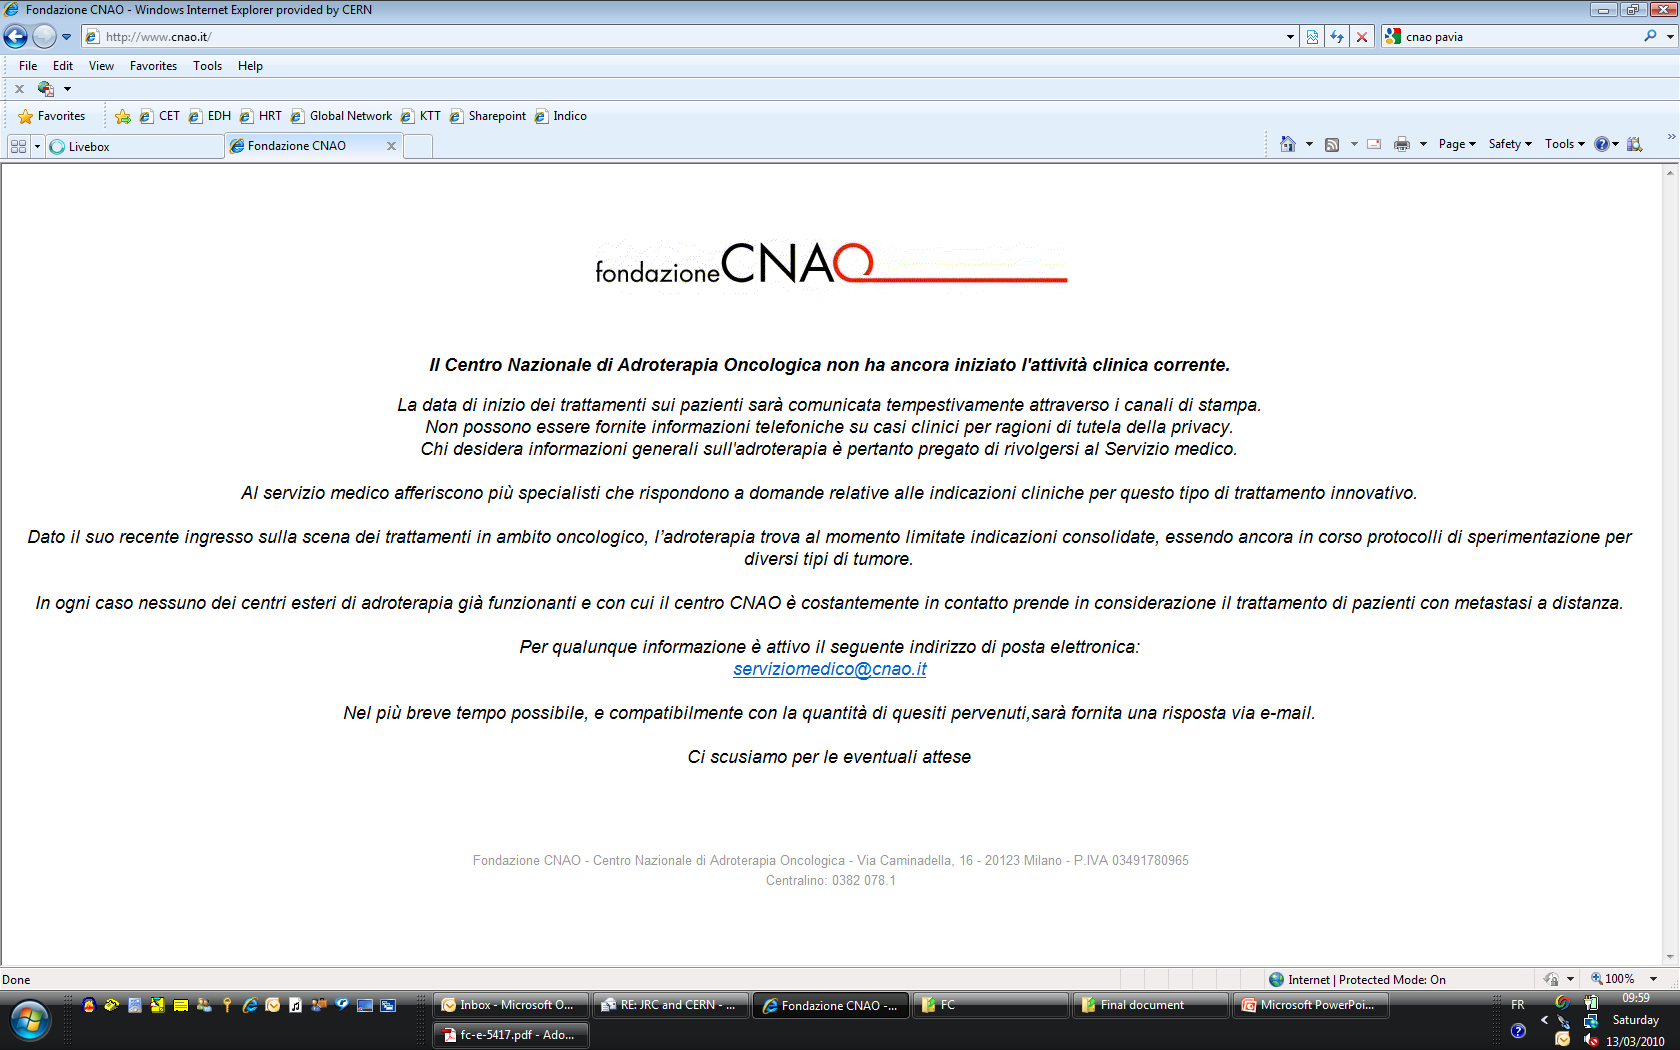 Fondazione CNAO - Windows Internet Explorer provided by CERN
http://www.cnao.it/
cnao pavia
File Edit View Favorites Tools Help
x
Favorites CET EDH HRT Global Network KTT Sharepoint Indico
Livebox Fondazione CNAO Page Safety Tools
fondazioneCNAO
Il Centro Nazionale di Adroterapia Oncologica non ha ancora iniziato l'attività clinica corrente.
La data di inizio dei trattamenti sui pazienti sarà comunicata tempestivamente attraverso i canali di stampa.
Non possono essere fornite informazioni telefoniche su casi clinici per ragioni di tutela della privacy.
Chi desidera informazioni generali sull'adroterapia è pertanto pregato di rivolgersi al Servizio medico.
Al servizio medico afferiscono più specialisti che rispondono a domande relative alle indicazioni cliniche per questo tipo di trattamento innovativo.
Dato il suo recente ingresso sulla scena dei trattamenti in ambito oncologico, l’adroterapia trova al momento limitate indicazioni consolidate, essendo ancora in corso protocolli di sperimentazione per
diversi tipi di tumore.
In ogni caso nessuno dei centri esteri di adroterapia già funzionanti e con cui il centro CNAO è costantemente in contatto prende in considerazione il trattamento di pazienti con metastasi a distanza.
Per qualunque informazione è attivo il seguente indirizzo di posta elettronica:
serviziomedico@cnao.it
Nel più breve tempo possibile, e compatibilmente con la quantità di quesiti pervenuti,sarà fornita una risposta via e-mail.
Ci scusiamo per le eventuali attese
Fondazione CNAO - Centro Nazionale di Adroterapia Oncologica - Via Caminadella, 16 - 20123 Milano - P.IVA 03491780965
Centralino: 0382 078.1
Done Internet | Protected Mode: On 100%
Inbox - Microsoft O... RE: JRC and CERN - ... Fondazione CNAO -... FC Final document Microsoft PowerPoi... FR 09:59
Saturday
fc-e-5417.pdf - Ado... 13/03/2010